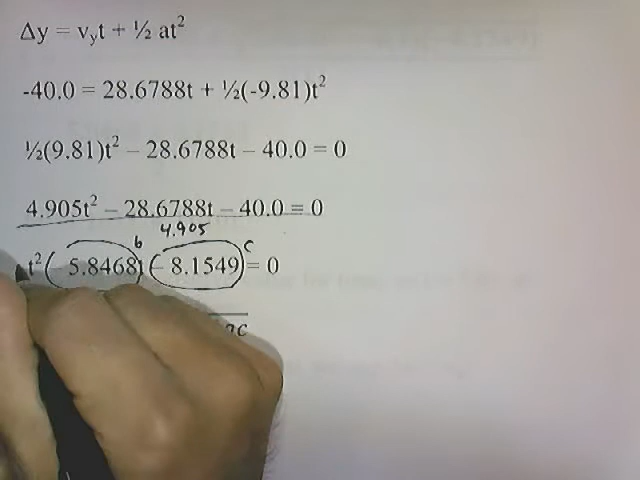 Δy = vyt + ½ at²
-40.0 = 28.6788t + ½(-9.81)t²
½(9.81)t² – 28.6788t – 40.0 = 0
4.905t² – 28.6788t – 40.0 = 0
4.905
b c
t² – 5.8468t – 8.1549 = 0